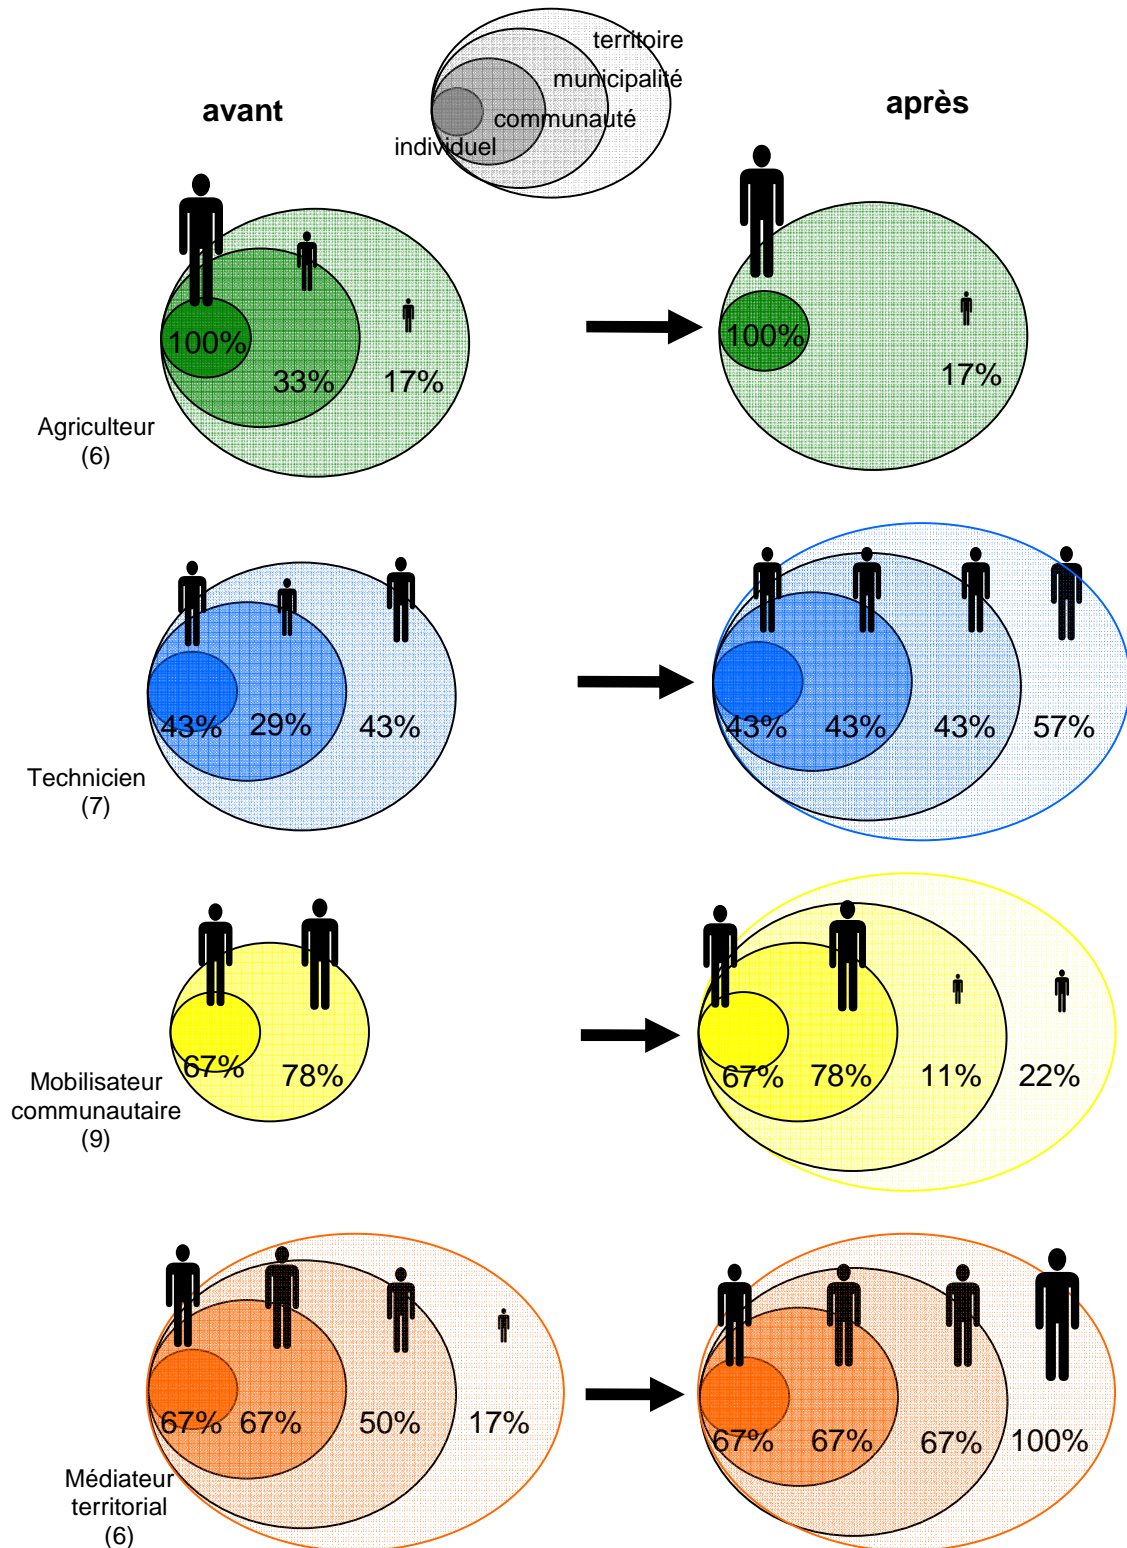 territoire
municipalité
communauté
individuel
avant
après
100%
33%
17%
100%
17%
Agriculteur
(6)
43%
29%
43%
43%
43%
43%
57%
Technicien
(7)
67%
78%
67%
78%
11%
22%
Mobilisateur
communautaire
(9)
67%
67%
50%
17%
67%
67%
67%
100%
Médiateur
territorial
(6)